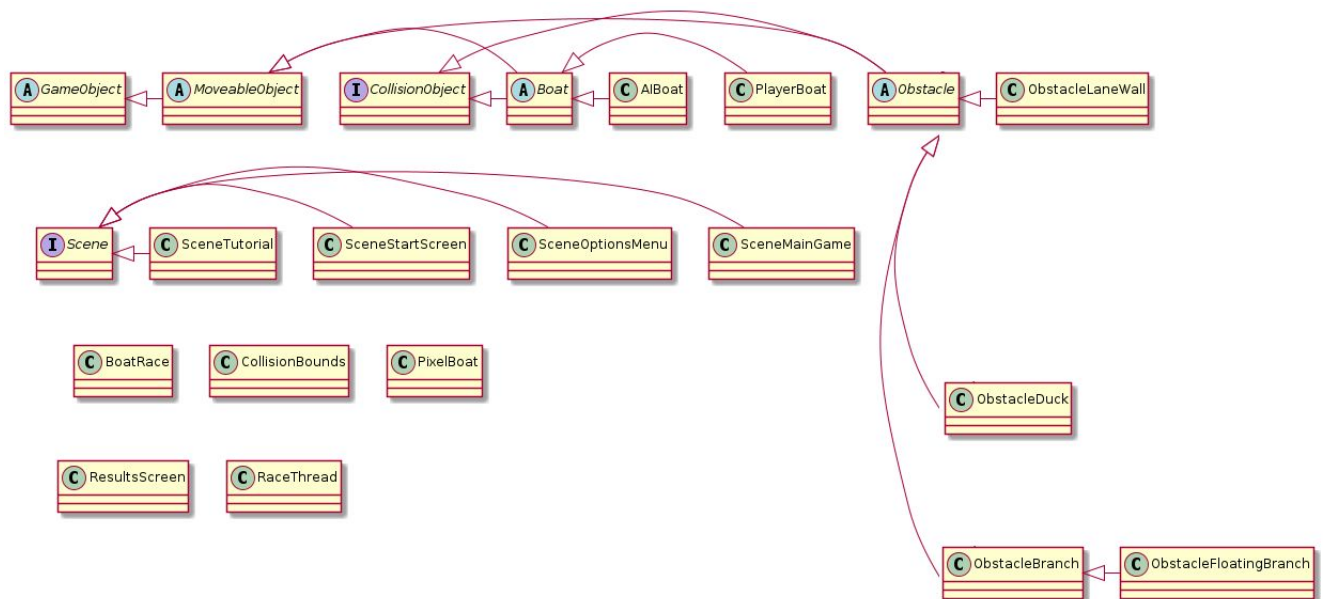 A GameObject
A MoveableObject
I CollisionObject
A Boat
C AIBoat
C PlayerBoat
A Obstacle
C ObstacleLaneWall
I Scene
C SceneTutorial
C SceneStartScreen
C SceneOptionsMenu
C SceneMainGame
C BoatRace
C CollisionBounds
C PixelBoat
C ObstacleDuck
C ResultsScreen
C RaceThread
C ObstacleBranch
C ObstacleFloatingBranch